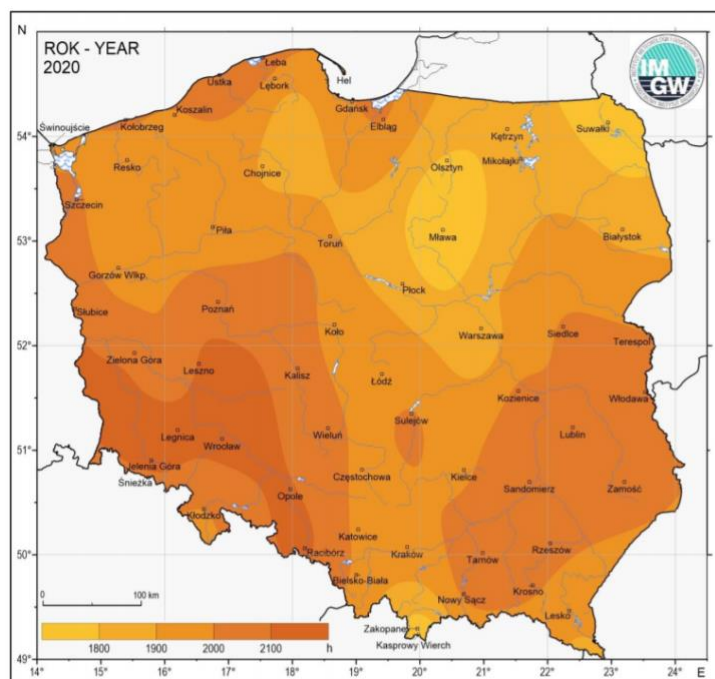 ROK - YEAR
2020
N
IMGW
Łeba
Ustka
Lębork
Hel
Koszalin
Gdańsk
Elbląg
Świnoujście
Kołobrzeg
54°
Kętrzyn
Suwałki
Resko
Chojnice
Olsztyn
Mikołajki
Szczecin
Piła
Toruń
Mława
Białystok
53°
Gorzów Wlkp.
Płock
Słubice
Poznań
Koło
Warszawa
Siedlce
Terespol
52°
Zielona Góra
Leszno
Kalisz
Łódź
Kozienice
Włodawa
Sulejów
Legnica
Wrocław
Wieluń
Lublin
51°
Jelenia Góra
Śnieżka
Opole
Częstochowa
Kielce
Sandomierz
Zamość
Kłodzko
Katowice
50°
Racibórz
Kraków
Tarnów
Rzeszów
Bielsko-Biała
Nowy Sącz
Krosno
0 100 km
Lesko
Zakopane
Kasprowy Wierch
1800 1900 2000 2100 h
49°
14° 15° 16° 17° 18° 19° 20° 21° 22° 23° 24° E